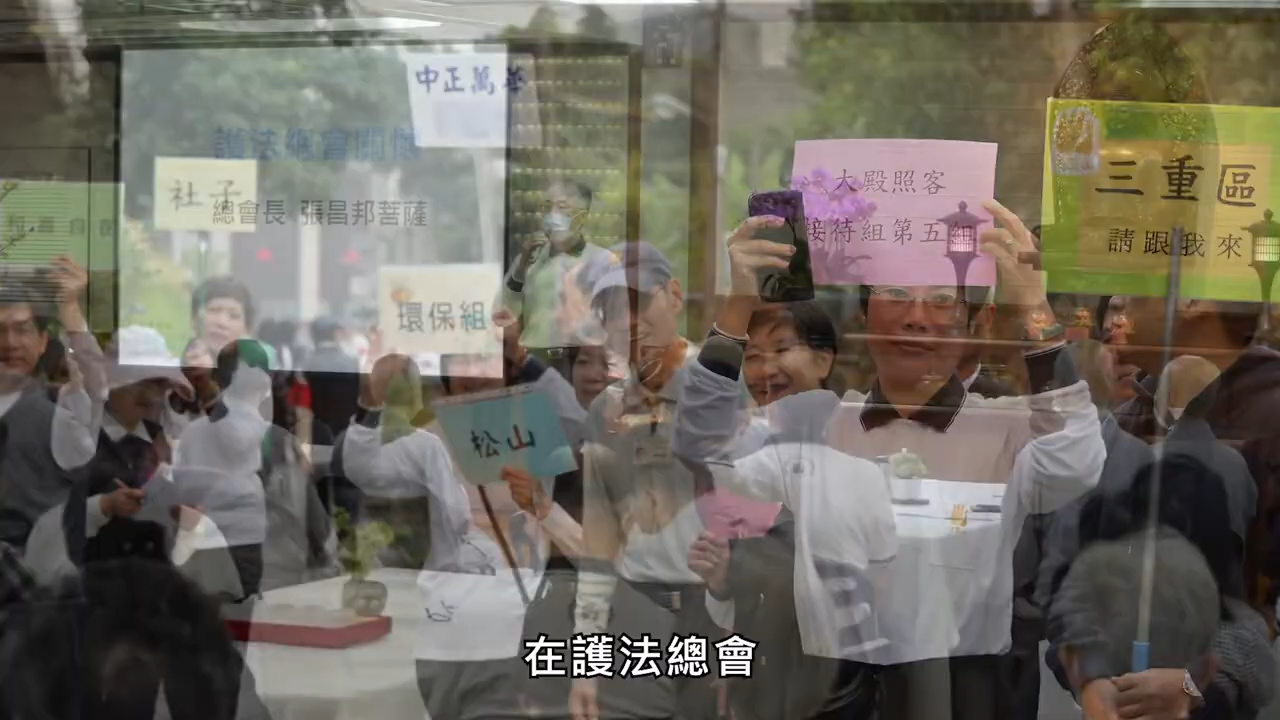 中正萬華
護法總會關懷
社子
總會長 張昌邦菩薩
大殿照客
接待組第五組
三重區
請跟我來
環保組
松山
在護法總會